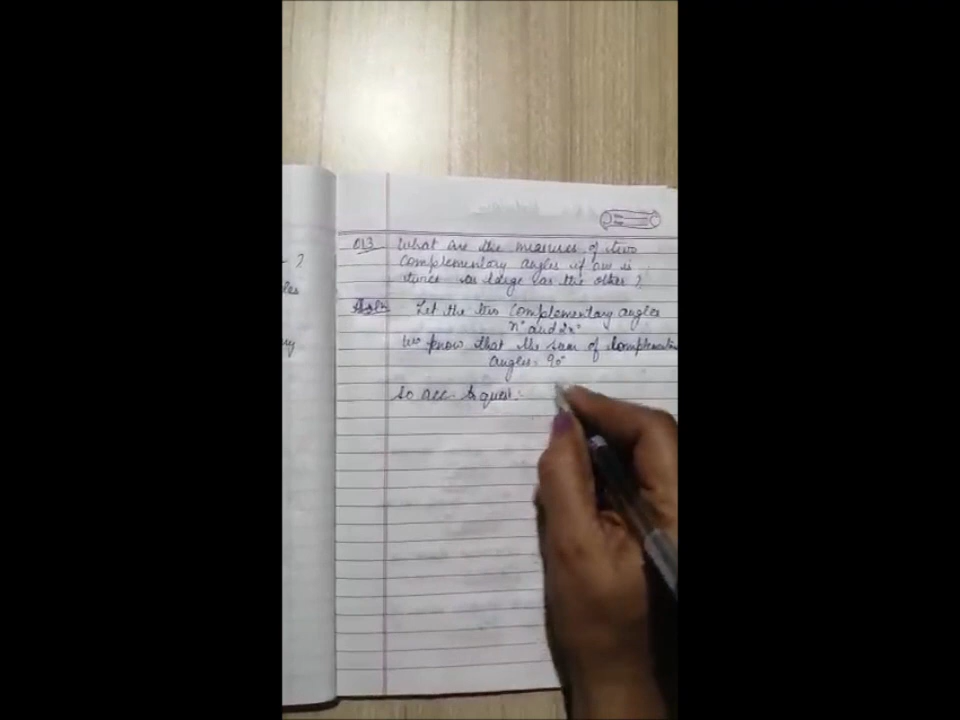 - ?
les
ny
Q13 What are the measures of two
complementary angles if one is
twice as large as the other ?
Soln Let the two complementary angles
x° and 2x°
We know that the sum of complementary
angles = 90°
So acc. to ques :-